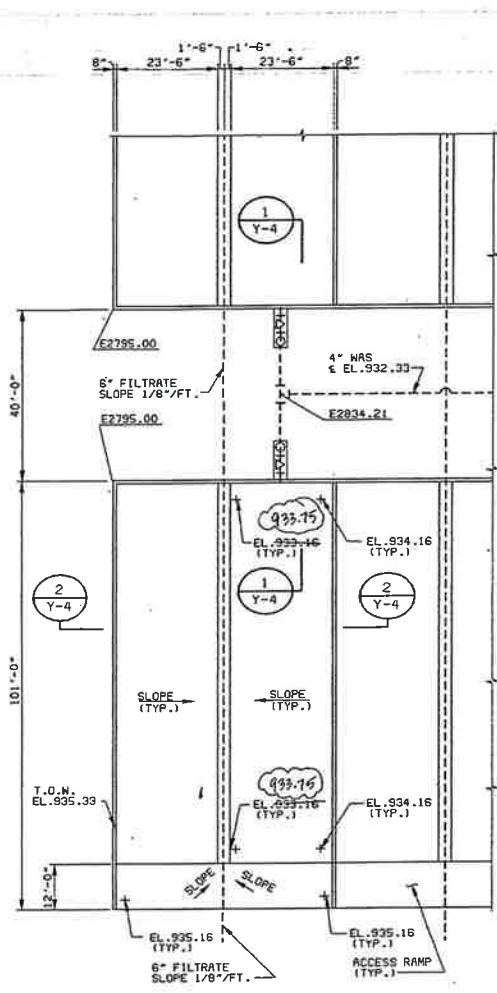 1'-6" 1'-6"
8" 23'-6" 23'-6" 8"
1
Y-4
E2795.00
40'-0"
6" FILTRATE
SLOPE 1/8"/FT.
4" WAS
℄ EL.932.33
E2795.00
E2834.21
933.75
EL.933.16
(TYP.)
EL.934.16
(TYP.)
2
Y-4
1
Y-4
2
Y-4
101'-0"
SLOPE
(TYP.)
SLOPE
(TYP.)
T.O.W.
EL.935.33
933.75
EL.933.16
(TYP.)
EL.934.16
(TYP.)
12'-0"
SLOPE
SLOPE
EL.935.16
(TYP.)
EL.935.16
(TYP.)
6" FILTRATE
SLOPE 1/8"/FT.
ACCESS RAMP
(TYP.)